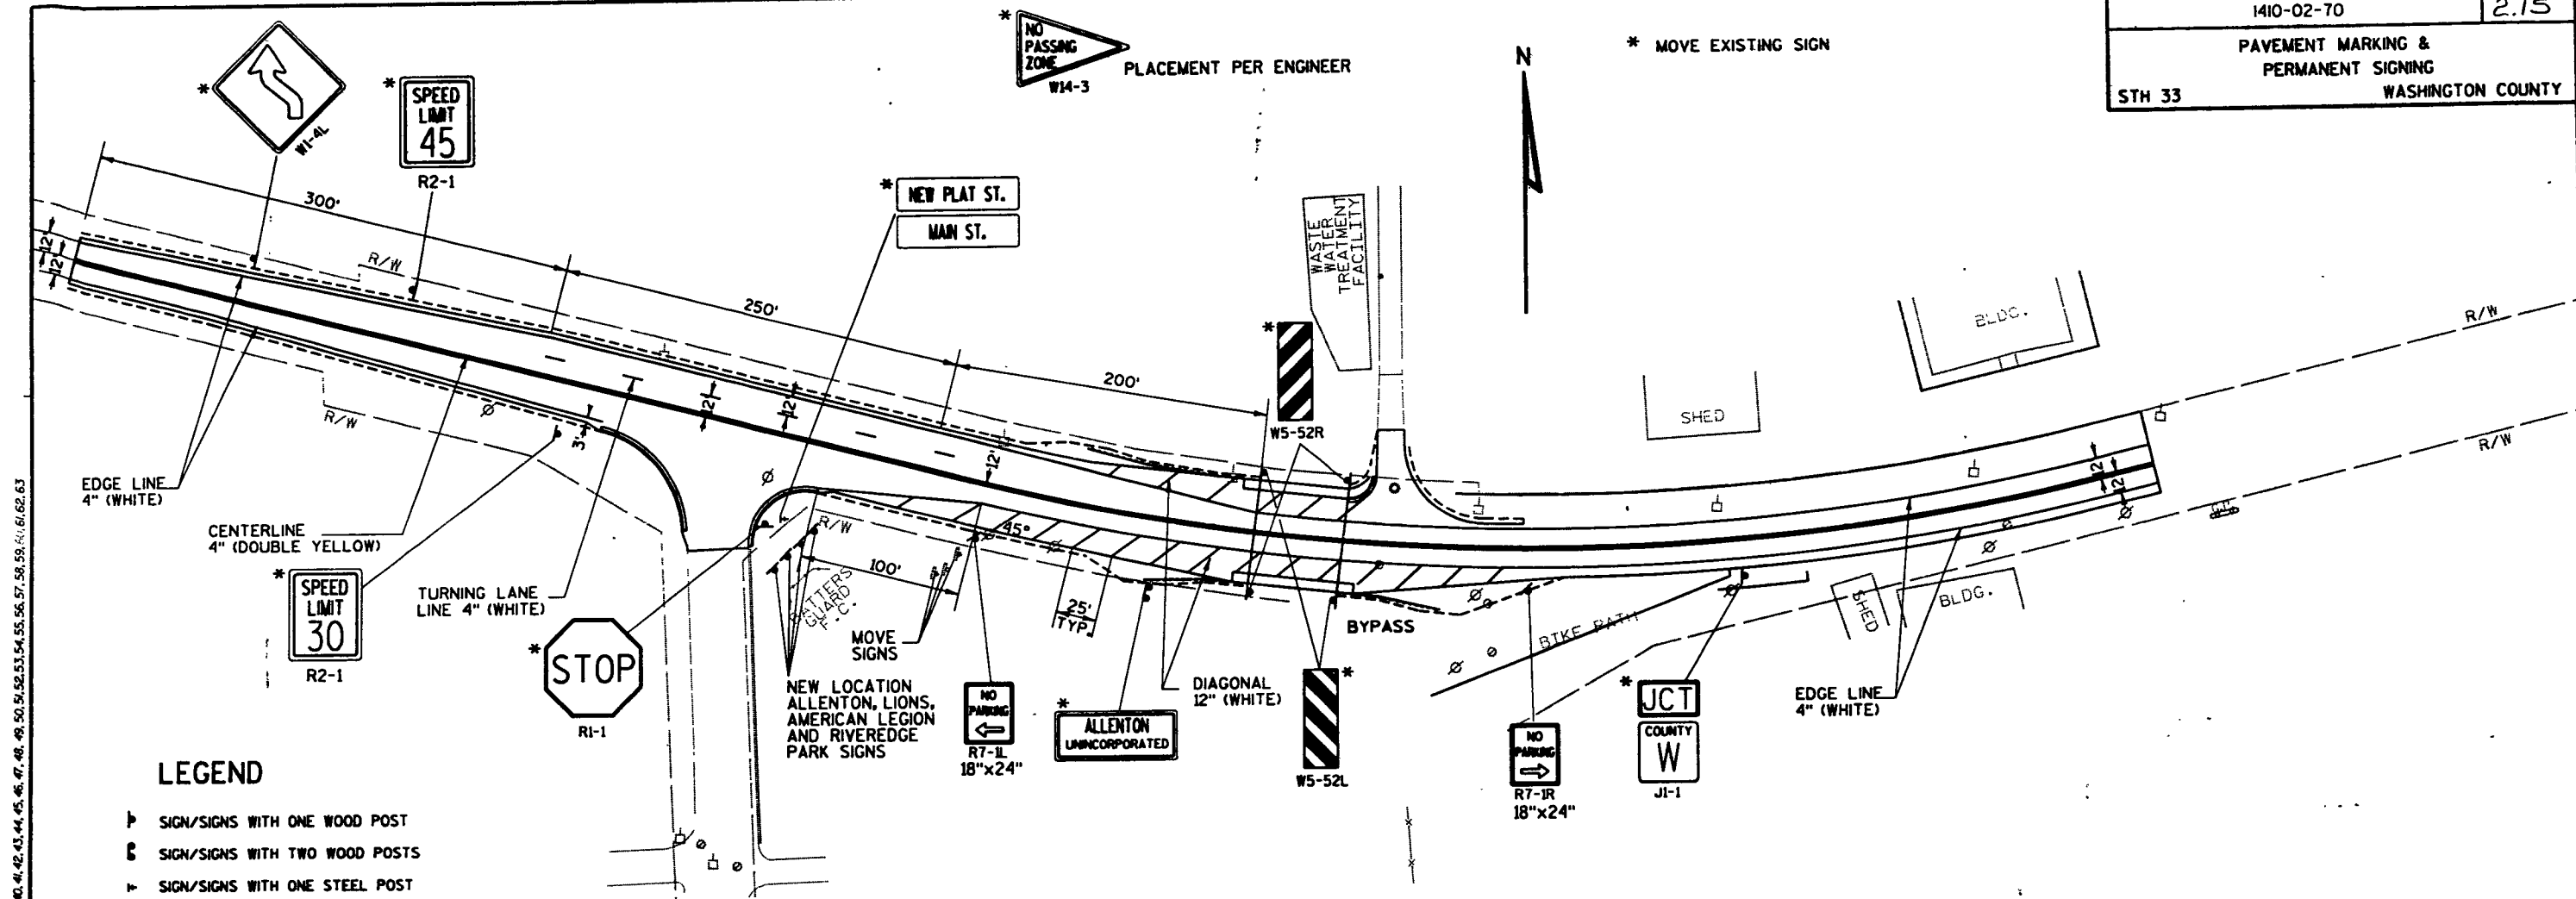 1410-02-70
2.15
PAVEMENT MARKING &
PERMANENT SIGNING
STH 33
WASHINGTON COUNTY
*
NO
PASSING
ZONE
W14-3
PLACEMENT PER ENGINEER
* MOVE EXISTING SIGN
N
*
W1-4L
*
SPEED
LIMIT
45
R2-1
*
NEW PLAT ST.
MAIN ST.
300'
250'
200'
R/W
R/W
12'
12'
12'
12'
12'
3'
WASTE
WATER
TREATMENT
FACILITY
*
W5-52R
SHED
BLDG.
R/W
R/W
12'
12'
EDGE LINE
4" (WHITE)
CENTERLINE
4" (DOUBLE YELLOW)
*
SPEED
LIMIT
30
R2-1
TURNING LANE
LINE 4" (WHITE)
*
STOP
R1-1
R/W
45°
100'
25'
TYP.
MOVE
SIGNS
NEW LOCATION
ALLENTON, LIONS,
AMERICAN LEGION
AND RIVEREDGE
PARK SIGNS
NO
PARKING
R7-1L
18"x24"
*
ALLENTON
UNINCORPORATED
DIAGONAL
12" (WHITE)
*
W5-52L
BYPASS
BIKE PATH
NO
PARKING
R7-1R
18"x24"
*
JCT
COUNTY
W
J1-1
SHED
BLDG.
EDGE LINE
4" (WHITE)
LEGEND
SIGN/SIGNS WITH ONE WOOD POST
SIGN/SIGNS WITH TWO WOOD POSTS
SIGN/SIGNS WITH ONE STEEL POST